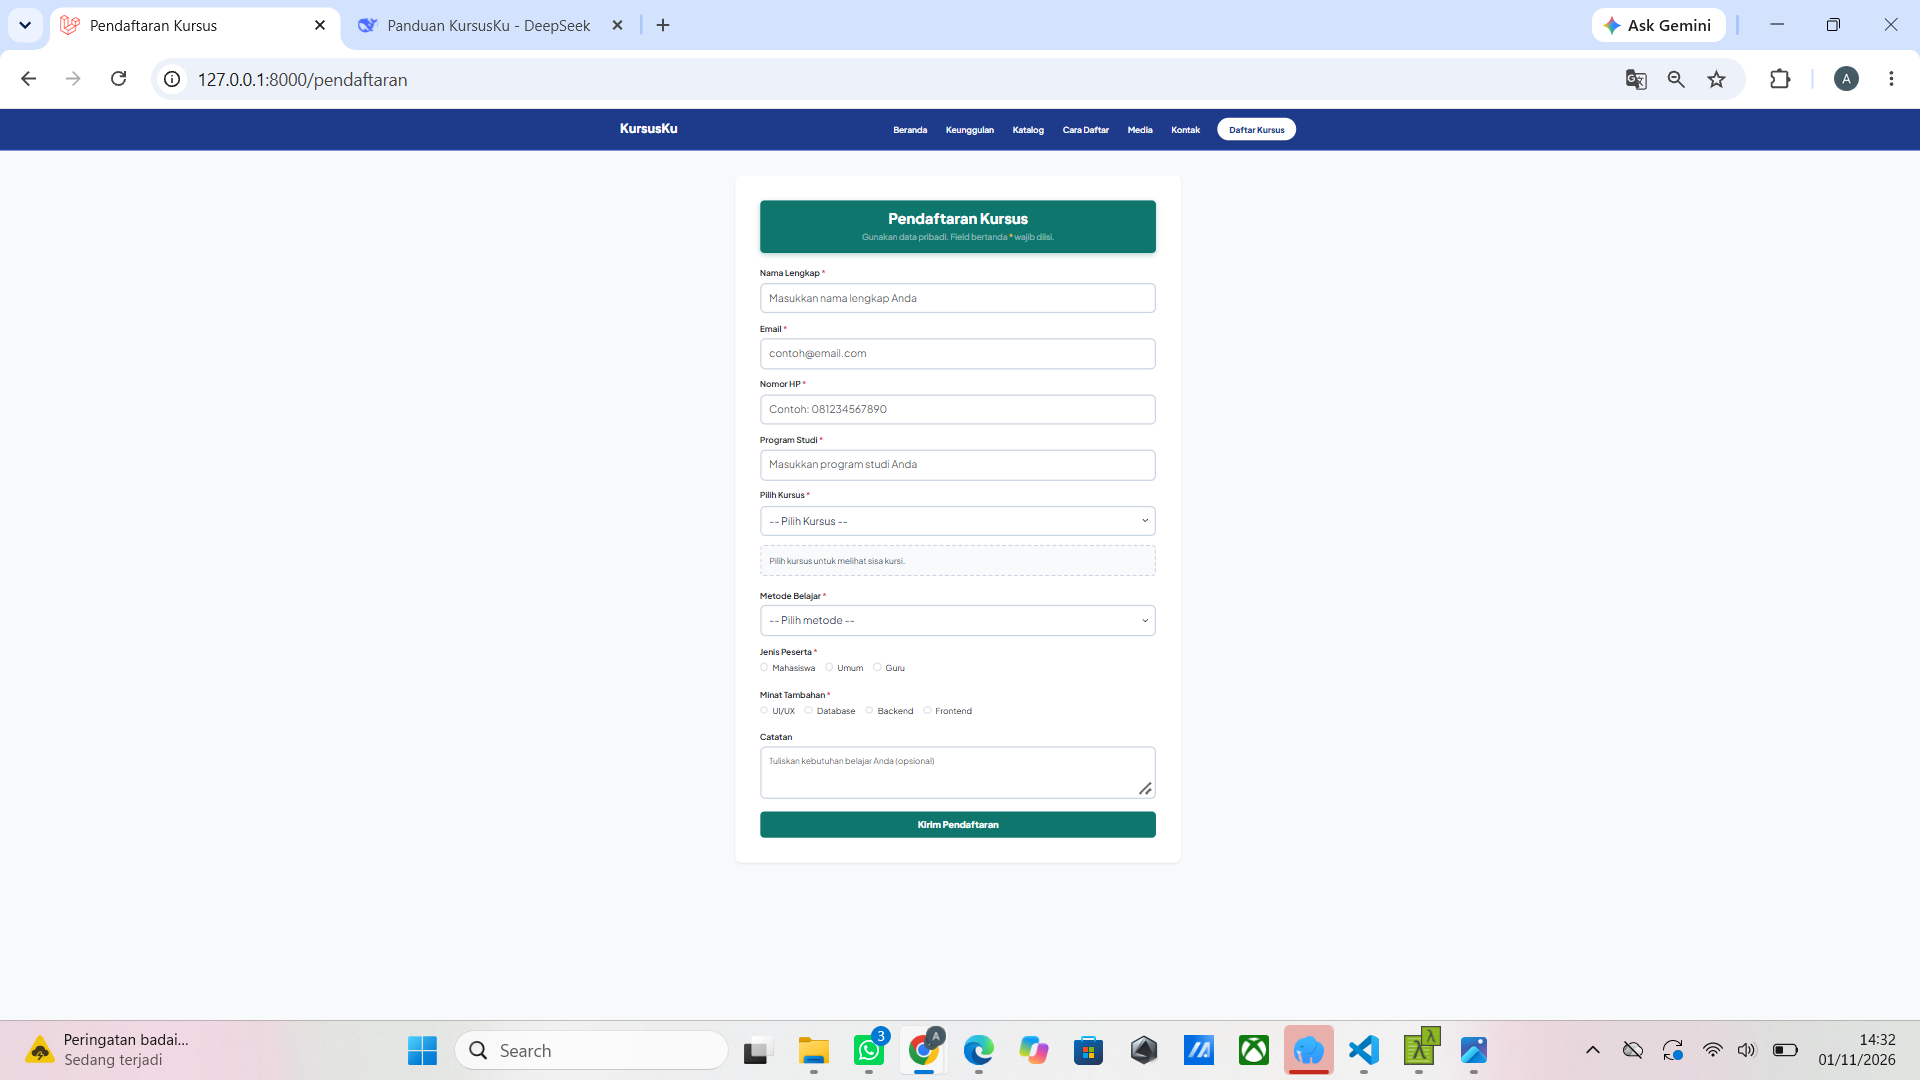 Pendaftaran Kursus
Panduan KursusKu - DeepSeek
Ask Gemini
127.0.0.1:8000/pendaftaran
A
KursusKu
Beranda
Keunggulan
Katalog
Cara Daftar
Media
Kontak
Daftar Kursus
Pendaftaran Kursus
Gunakan data pribadi. Field bertanda * wajib diisi.
Nama Lengkap *
Masukkan nama lengkap Anda
Email *
contoh@email.com
Nomor HP *
Contoh: 081234567890
Program Studi *
Masukkan program studi Anda
Pilih Kursus *
-- Pilih Kursus --
Pilih kursus untuk melihat sisa kursi.
Metode Belajar *
-- Pilih metode --
Jenis Peserta *
Mahasiswa Umum Guru
Minat Tambahan *
UI/UX Database Backend Frontend
Catatan
Tuliskan kebutuhan belajar Anda (opsional)
Kirim Pendaftaran
Peringatan badai...
Sedang terjadi
Search
3
A
14:32
01/11/2026